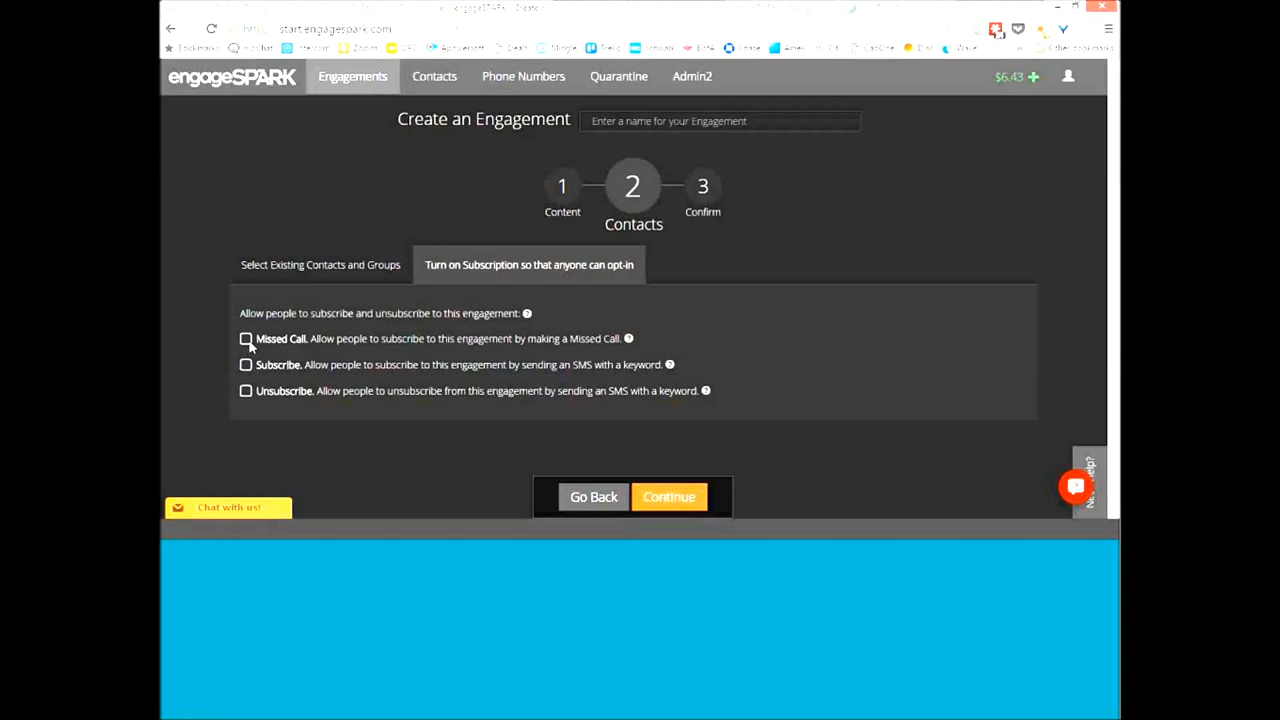 start.engagespark.com
engageSPARK Engagements Contacts Phone Numbers Quarantine Admin2 $6.43
Create an Engagement Enter a name for your Engagement
1 2 3
Content Contacts Confirm
Select Existing Contacts and Groups Turn on Subscription so that anyone can opt-in
Allow people to subscribe and unsubscribe to this engagement: ?
Missed Call. Allow people to subscribe to this engagement by making a Missed Call. ?
Subscribe. Allow people to subscribe to this engagement by sending an SMS with a keyword. ?
Unsubscribe. Allow people to unsubscribe from this engagement by sending an SMS with a keyword. ?
Go Back Continue
Chat with us!